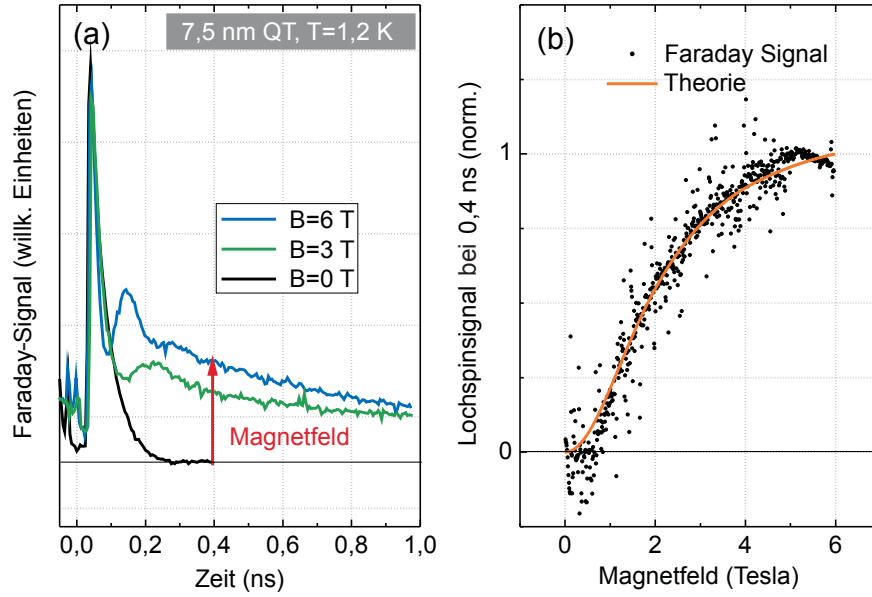 (a)
7,5 nm QT, T=1,2 K
Faraday-Signal (willk. Einheiten)
B=6 T
B=3 T
B=0 T
Magnetfeld
0,0 0,2 0,4 0,6 0,8 1,0
Zeit (ns)
(b)
Faraday Signal
Theorie
Lochspinsignal bei 0,4 ns (norm.)
1
0
0 2 4 6
Magnetfeld (Tesla)